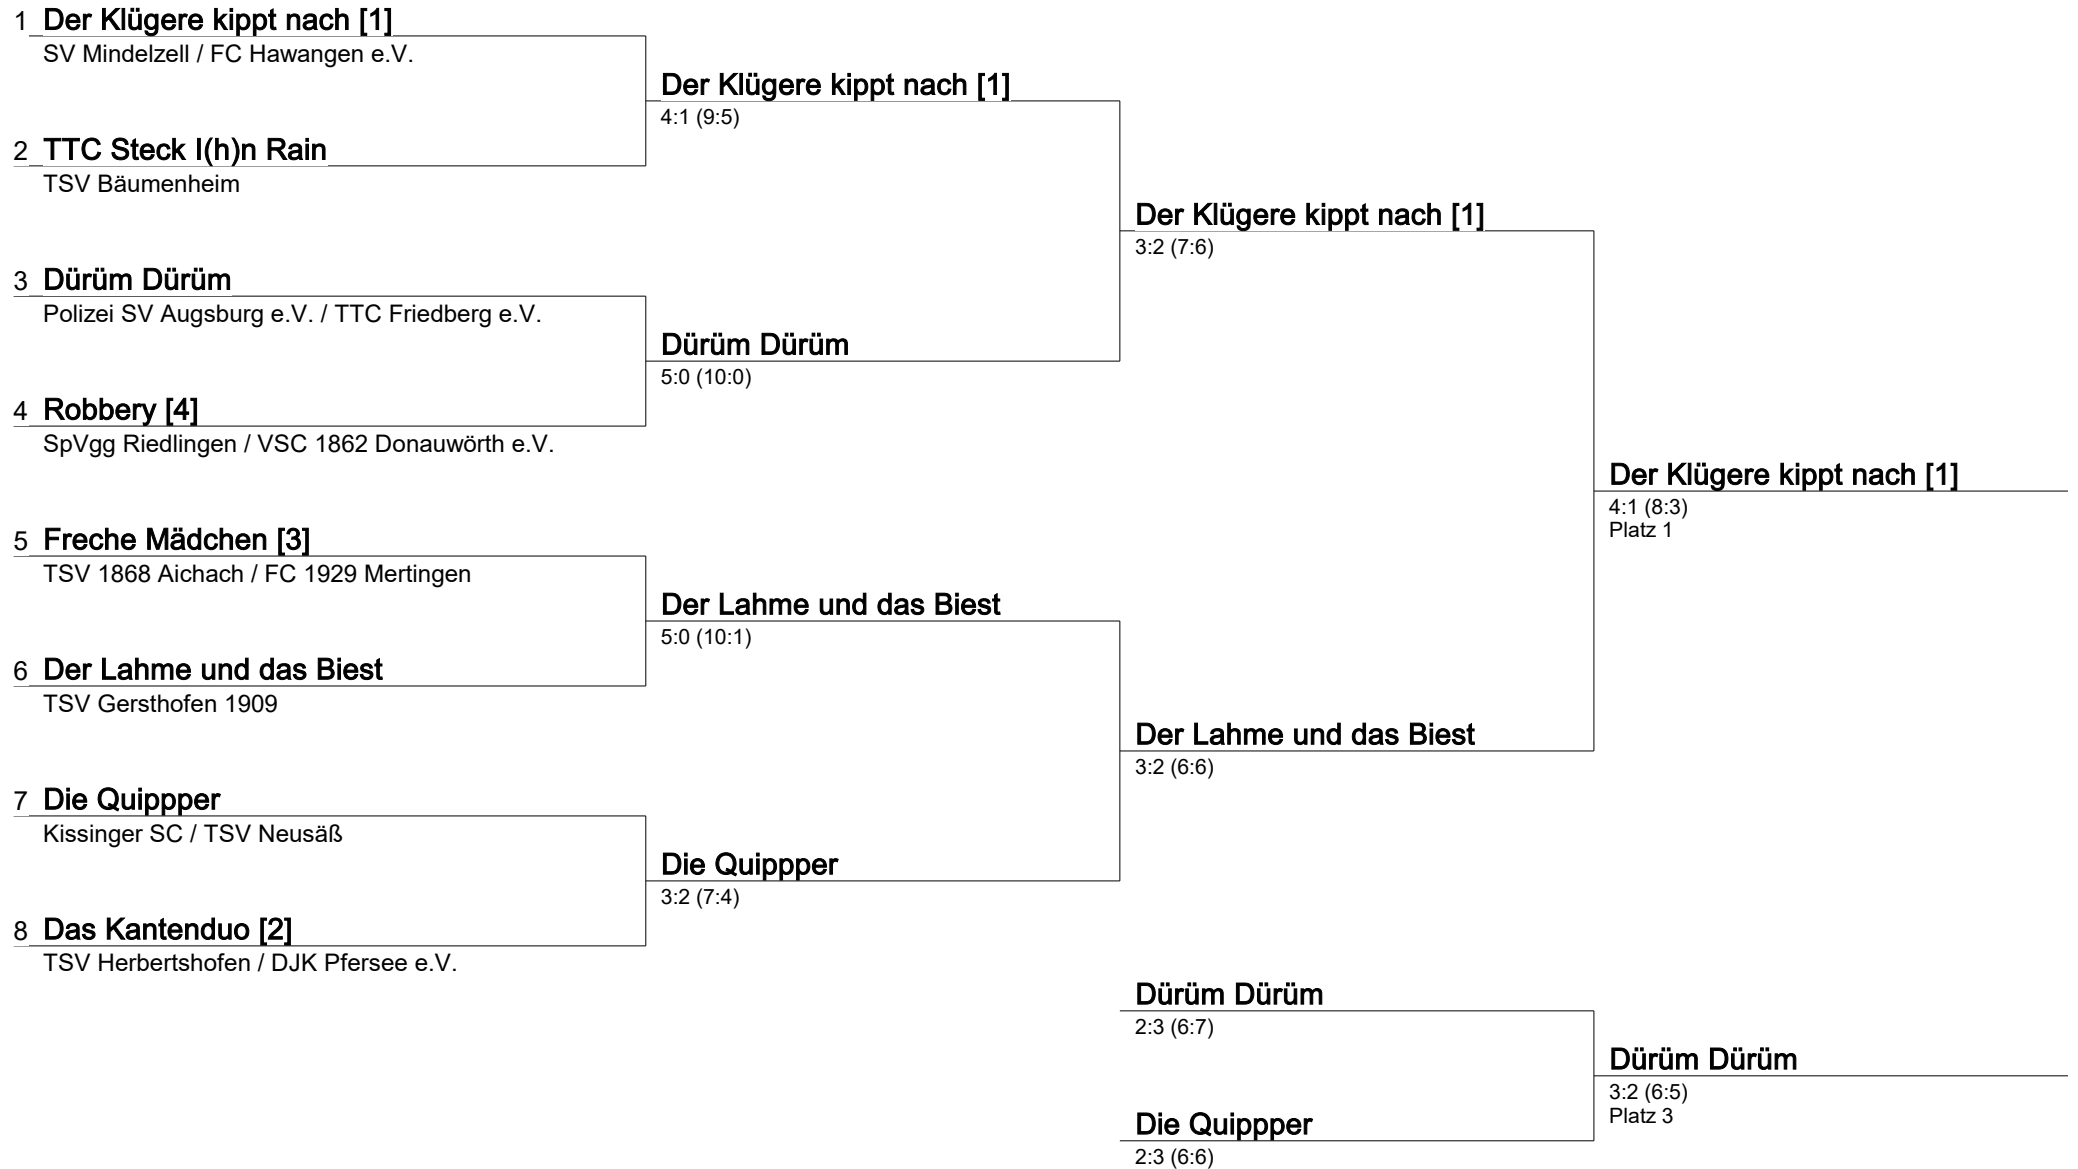 1 Der Klügere kippt nach [1]
SV Mindelzell / FC Hawangen e.V.
Der Klügere kippt nach [1]
4:1 (9:5)
2 TTC Steck I(h)n Rain
TSV Bäumenheim
Der Klügere kippt nach [1]
3:2 (7:6)
3 Dürüm Dürüm
Polizei SV Augsburg e.V. / TTC Friedberg e.V.
Dürüm Dürüm
5:0 (10:0)
4 Robbery [4]
SpVgg Riedlingen / VSC 1862 Donauwörth e.V.
Der Klügere kippt nach [1]
4:1 (8:3)
Platz 1
5 Freche Mädchen [3]
TSV 1868 Aichach / FC 1929 Mertingen
Der Lahme und das Biest
5:0 (10:1)
6 Der Lahme und das Biest
TSV Gersthofen 1909
Der Lahme und das Biest
3:2 (6:6)
7 Die Quippper
Kissinger SC / TSV Neusäß
Die Quippper
3:2 (7:4)
8 Das Kantenduo [2]
TSV Herbertshofen / DJK Pfersee e.V.
Dürüm Dürüm
2:3 (6:7)
Dürüm Dürüm
3:2 (6:5)
Platz 3
Die Quippper
2:3 (6:6)